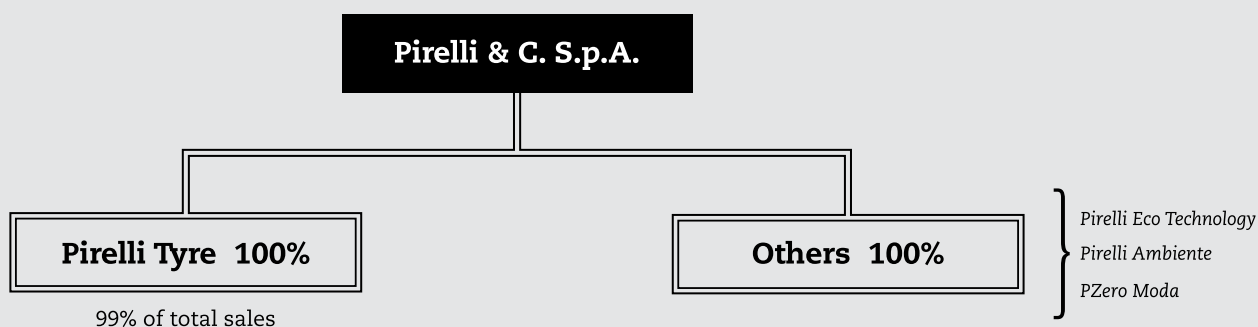 Pirelli & C. S.p.A.
Pirelli Tyre 100%
99% of total sales
Others 100%
Pirelli Eco Technology
Pirelli Ambiente
PZero Moda